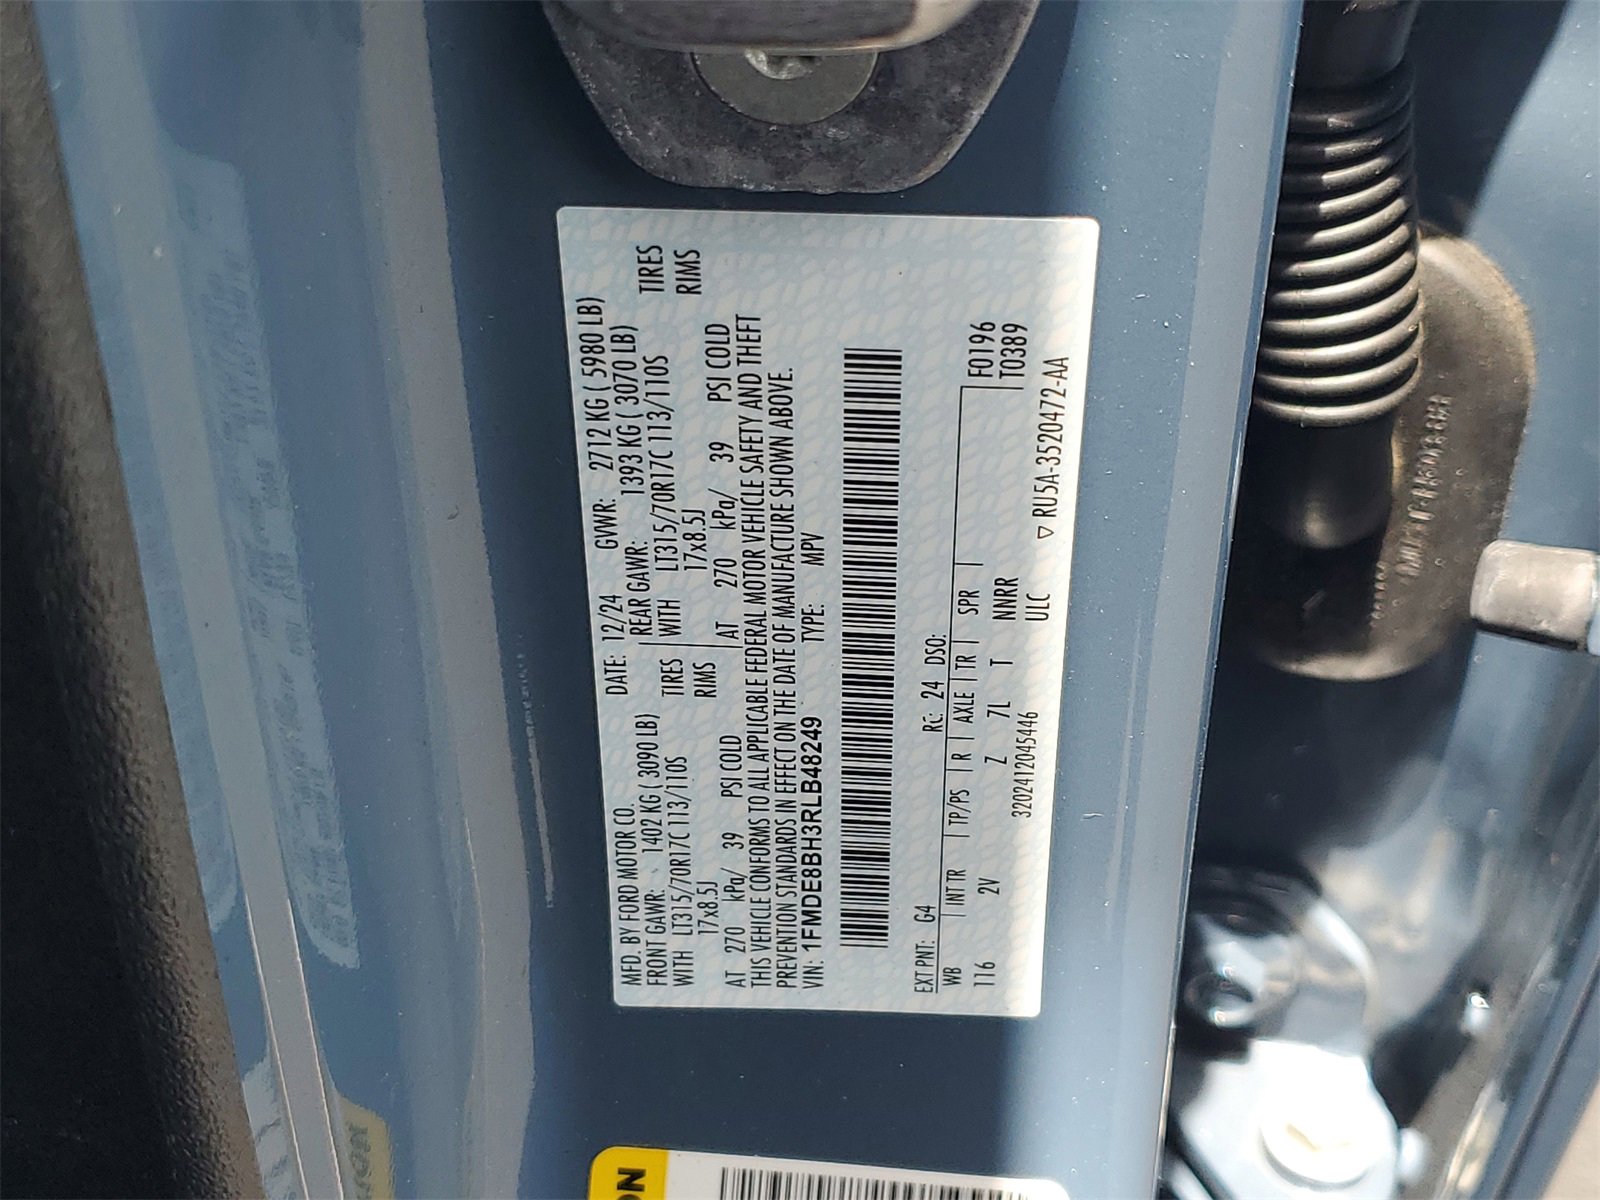 MFD. BY FORD MOTOR CO.
DATE: 12/24 GVWR: 2712 KG ( 5980 LB)
FRONT GAWR: 1402 KG ( 3090 LB)
REAR GAWR: 1393 KG ( 3070 LB)
WITH LT315/70R17C 113/110S TIRES
WITH LT315/70R17C 113/110S TIRES
17x8.5J RIMS
17x8.5J RIMS
AT 270 kPa/ 39 PSI COLD
AT 270 kPa/ 39 PSI COLD
THIS VEHICLE CONFORMS TO ALL APPLICABLE FEDERAL MOTOR VEHICLE SAFETY AND THEFT
PREVENTION STANDARDS IN EFFECT ON THE DATE OF MANUFACTURE SHOWN ABOVE.
VIN: 1FMDE8BH3RLB48249 TYPE: MPV
EXT PNT: G4 RC: 24 DSO: F0196
WB INT TR TP/PS R AXLE TR SPR T0389
116 2V Z 7L T NNRR
ULC
3202412045446
▽ RU5A-3520472-AA
ON